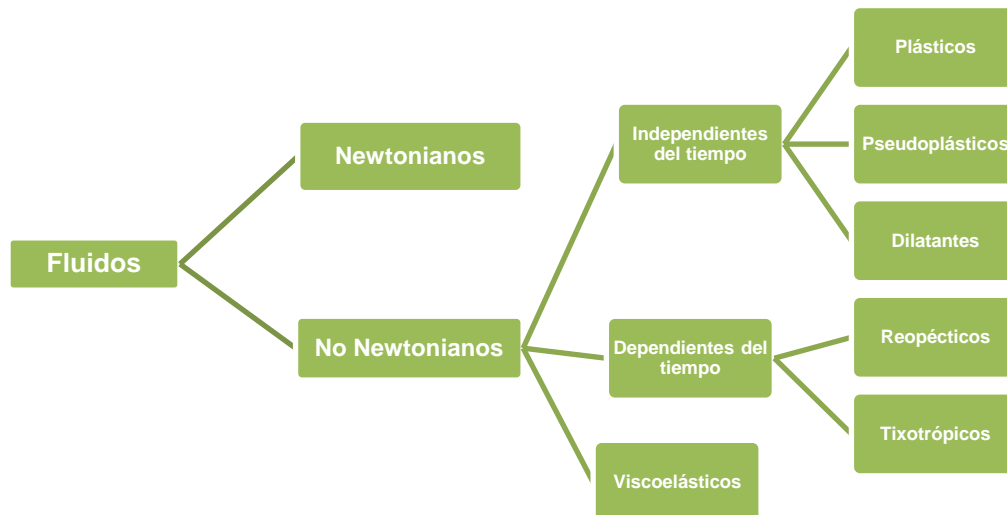 Fluidos
Newtonianos
No Newtonianos
Independientes
del tiempo
Dependientes del
tiempo
Viscoelásticos
Plásticos
Pseudoplásticos
Dilatantes
Reopécticos
Tixotrópicos